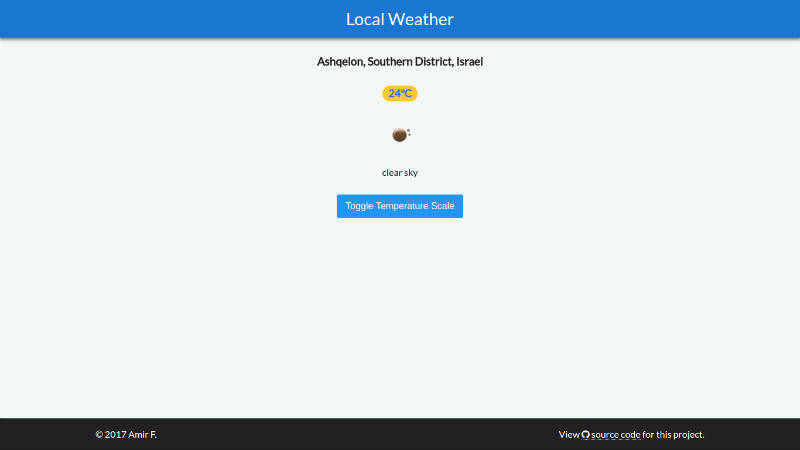 Local Weather
Ashqelon, Southern District, Israel
24°C
clear sky
Toggle Temperature Scale
© 2017 Amir F.
View source code for this project.